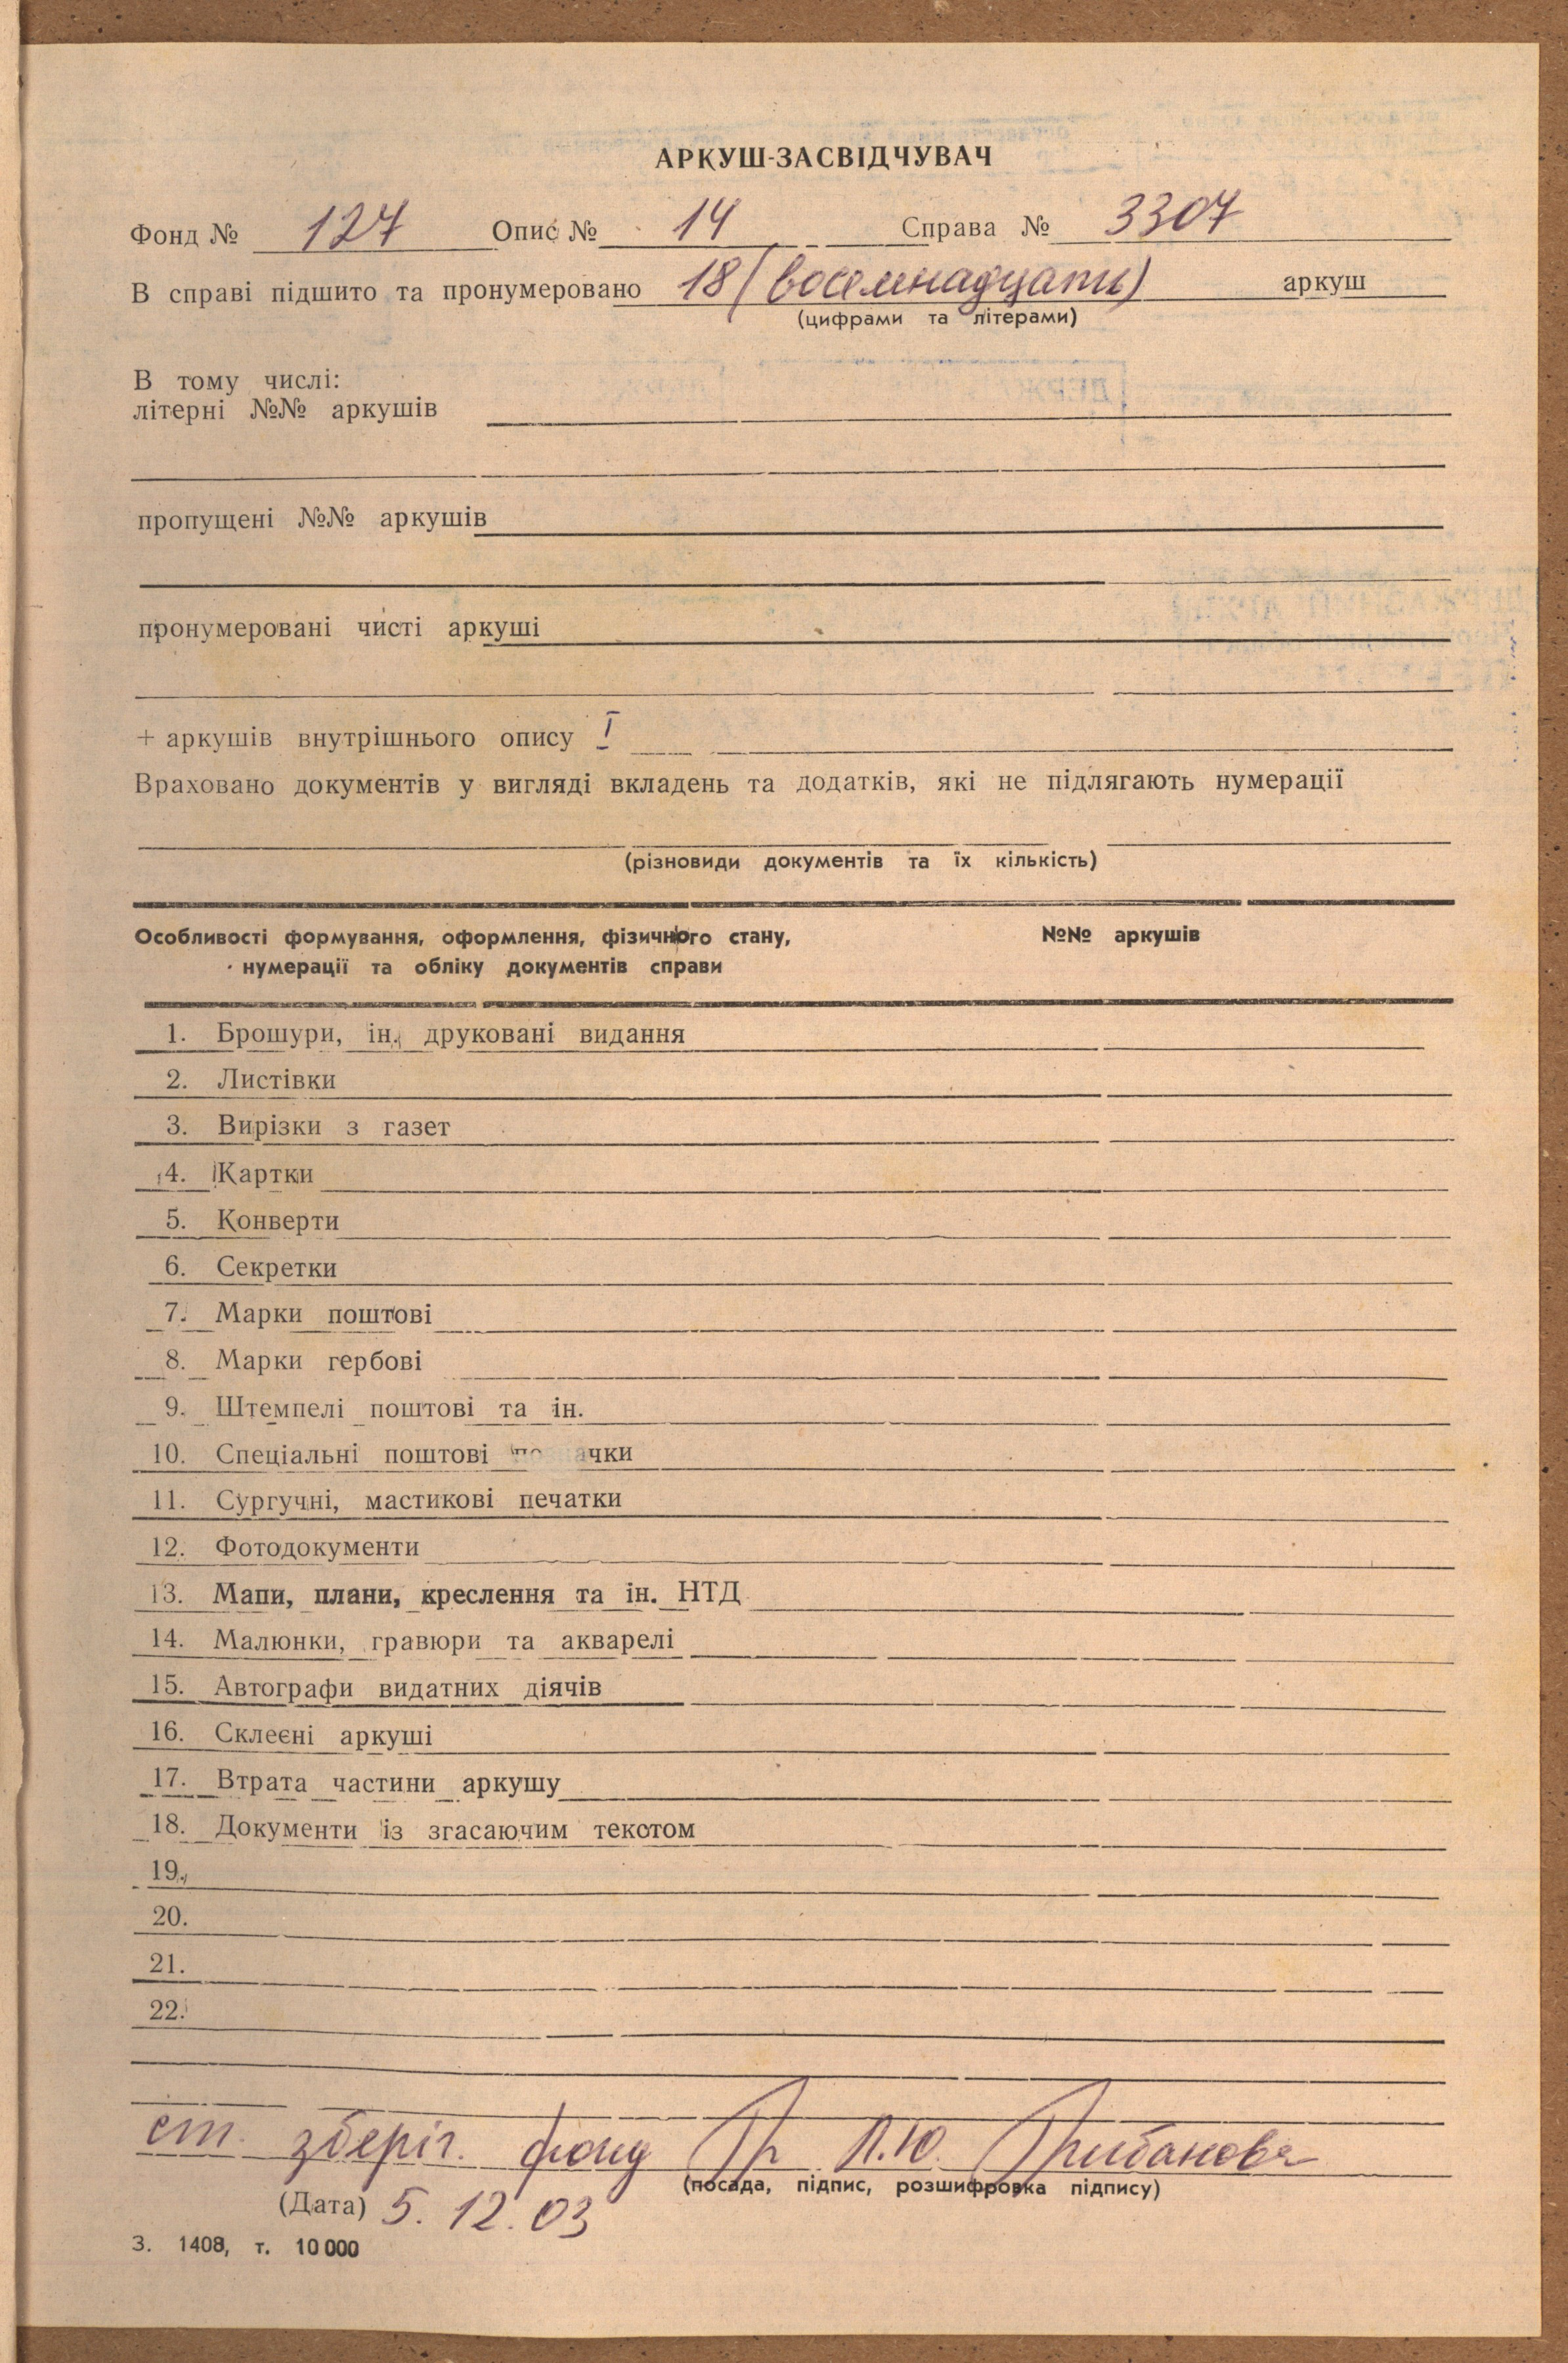 АРКУШ-ЗАСВІДЧУВАЧ
Фонд № 127 Опис № 14 Справа № 3307
В справі підшито та пронумеровано 18 (восемнадцати) аркуш
(цифрами та літерами)
В тому числі:
літерні №№ аркушів
пропущені №№ аркушів
пронумеровані чисті аркуші
+ аркушів внутрішнього опису I
Враховано документів у вигляді вкладень та додатків, які не підлягають нумерації
(різновиди документів та їх кількість)
Особливості формування, оформлення, фізичного стану, №№ аркушів
нумерації та обліку документів справи
1. Брошури, ін. друковані видання
2. Листівки
3. Вирізки з газет
4. Картки
5. Конверти
6. Секретки
7. Марки поштові
8. Марки гербові
9. Штемпелі поштові та ін.
10. Спеціальні поштові позначки
11. Сургучні, мастикові печатки
12. Фотодокументи
13. Мапи, плани, креслення та ін. НТД
14. Малюнки, гравюри та акварелі
15. Автографи видатних діячів
16. Склеєні аркуші
17. Втрата частини аркушу
18. Документи із згасаючим текстом
19.
20.
21.
22.
ст. зберіг. фонд Гр Л.Ю. Грибанова
(посада, підпис, розшифровка підпису)
(Дата) 5. 12. 03
З. 1408, т. 10 000